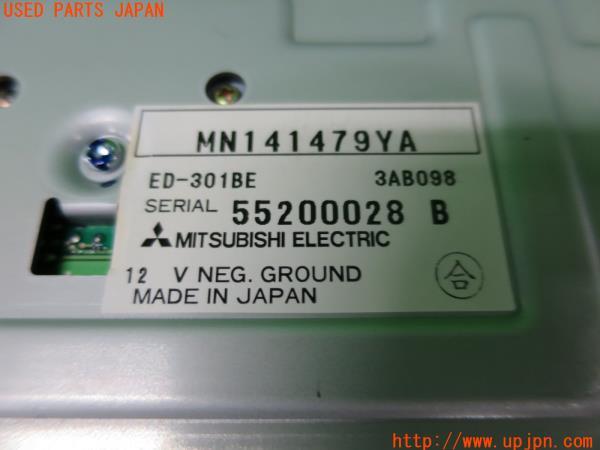 USED PARTS JAPAN
MN141479YA
ED-301BE 3AB098
SERIAL 55200028 B
MITSUBISHI ELECTRIC
12 V NEG. GROUND
合
MADE IN JAPAN
http://www.upjpn.com